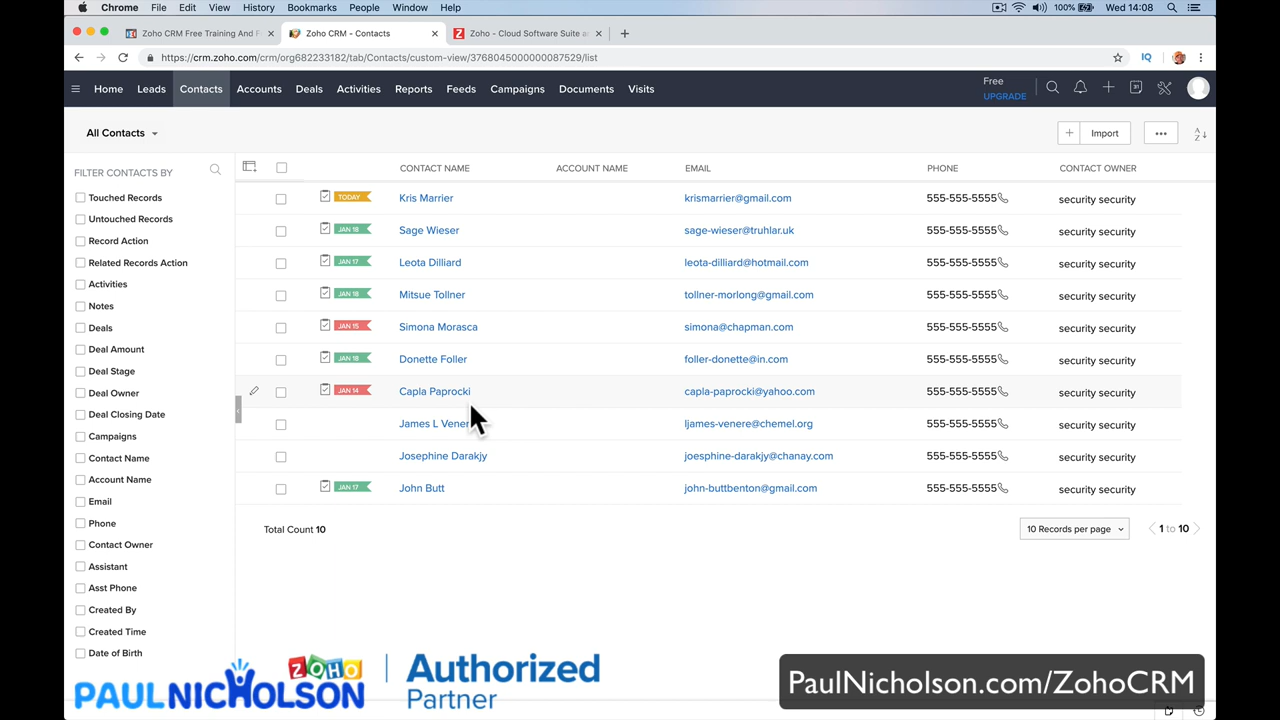 Chrome File Edit View History Bookmarks People Window Help 100% Wed 14:08
Zoho CRM Free Training And F Zoho CRM - Contacts Zoho - Cloud Software Suite a
https://crm.zoho.com/crm/org682233182/tab/Contacts/custom-view/3768045000000087529/list IQ
Home Leads Contacts Accounts Deals Activities Reports Feeds Campaigns Documents Visits Free
UPGRADE 31
All Contacts Import ... A Z
FILTER CONTACTS BY
CONTACT NAME ACCOUNT NAME EMAIL PHONE CONTACT OWNER
Touched Records
Untouched Records
Record Action
Related Records Action
Activities
Notes
Deals
Deal Amount
Deal Stage
Deal Owner
Deal Closing Date
Campaigns
Contact Name
Account Name
Email
Phone
Contact Owner
Assistant
Asst Phone
Created By
Created Time
Date of Birth
TODAY Kris Marrier krismarrier@gmail.com 555-555-5555 security security
JAN 18 Sage Wieser sage-wieser@truhlar.uk 555-555-5555 security security
JAN 17 Leota Dilliard leota-dilliard@hotmail.com 555-555-5555 security security
JAN 18 Mitsue Tollner tollner-morlong@gmail.com 555-555-5555 security security
JAN 15 Simona Morasca simona@chapman.com 555-555-5555 security security
JAN 18 Donette Foller foller-donette@in.com 555-555-5555 security security
JAN 14 Capla Paprocki capla-paprocki@yahoo.com 555-555-5555 security security
James L Vener ljames-venere@chemel.org 555-555-5555 security security
Josephine Darakjy joesphine-darakjy@chanay.com 555-555-5555 security security
JAN 17 John Butt john-buttbenton@gmail.com 555-555-5555 security security
Total Count 10 10 Records per page 1 to 10
ZOHO
PAULNICHOLSON
Authorized
Partner
PaulNicholson.com/ZohoCRM